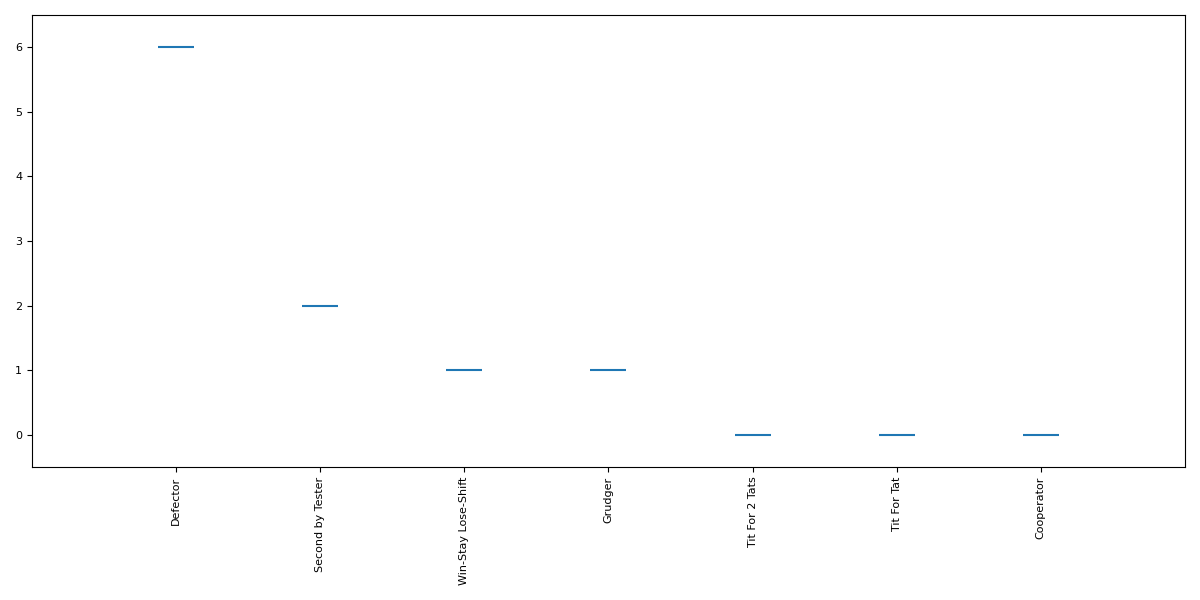 6
5
4
3
2
1
0
Defector
Second by Tester
Win-Stay Lose-Shift
Grudger
Tit For 2 Tats
Tit For Tat
Cooperator